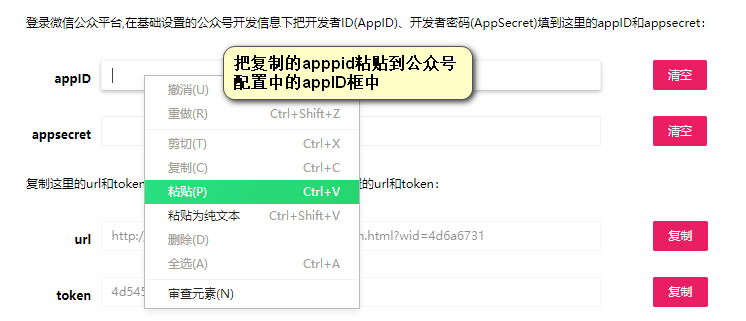 登录微信公众平台,在基础设置的公众号开发信息下把开发者ID(AppID)、开发者密码(AppSecret)填到这里的appID和appsecret：
把复制的apppid粘贴到公众号
配置中的appID框中
appID
清空
撤消(U)
重做(R) Ctrl+Shift+Z
appsecret
清空
剪切(T) Ctrl+X
复制(C) Ctrl+C
复制这里的url和token
的url和token：
粘贴(P) Ctrl+V
粘贴为纯文本 Ctrl+Shift+V
url http:/ n.html?wid=4d6a6731 复制
删除(D)
全选(A) Ctrl+A
token 4d545 复制
审查元素(N)